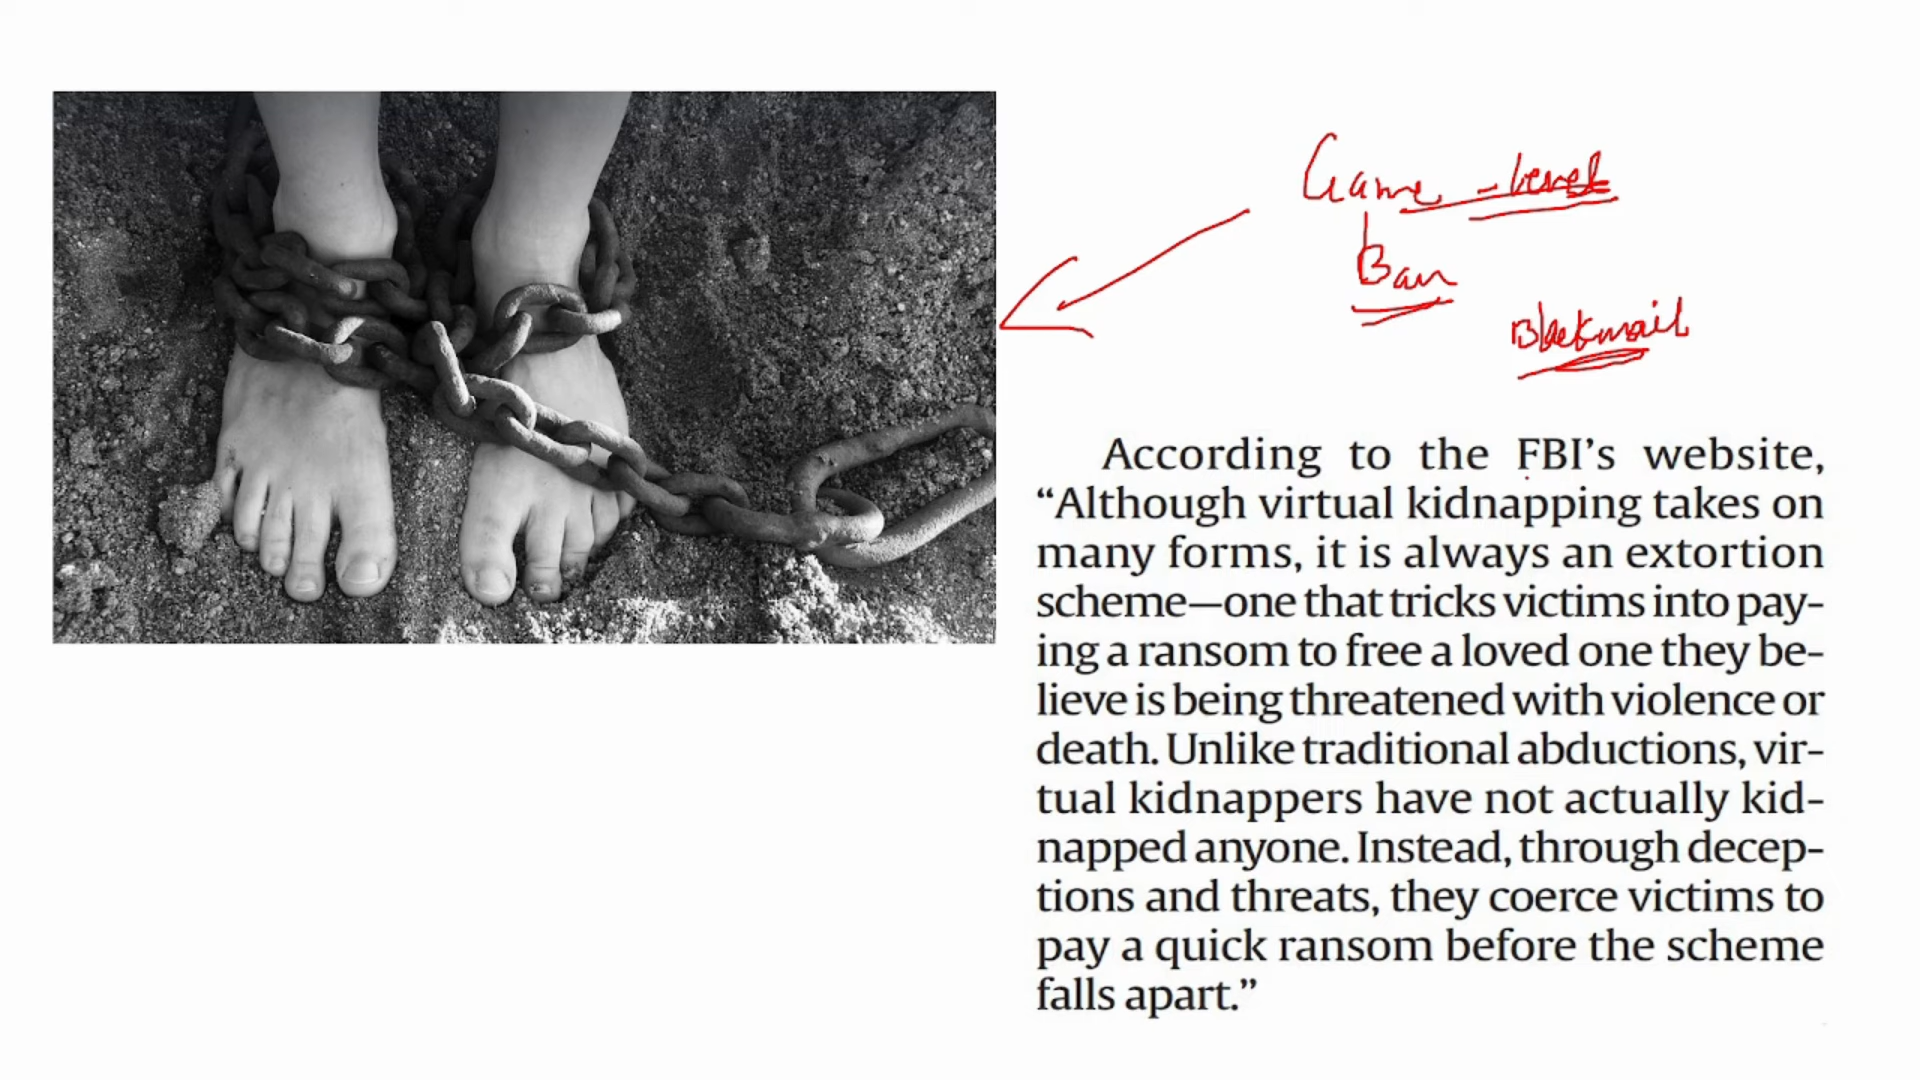 Game - level
Ban
Blackmail
According to the FBI’s website,
“Although virtual kidnapping takes on
many forms, it is always an extortion
scheme—one that tricks victims into pay-
ing a ransom to free a loved one they be-
lieve is being threatened with violence or
death. Unlike traditional abductions, vir-
tual kidnappers have not actually kid-
napped anyone. Instead, through decep-
tions and threats, they coerce victims to
pay a quick ransom before the scheme
falls apart.”